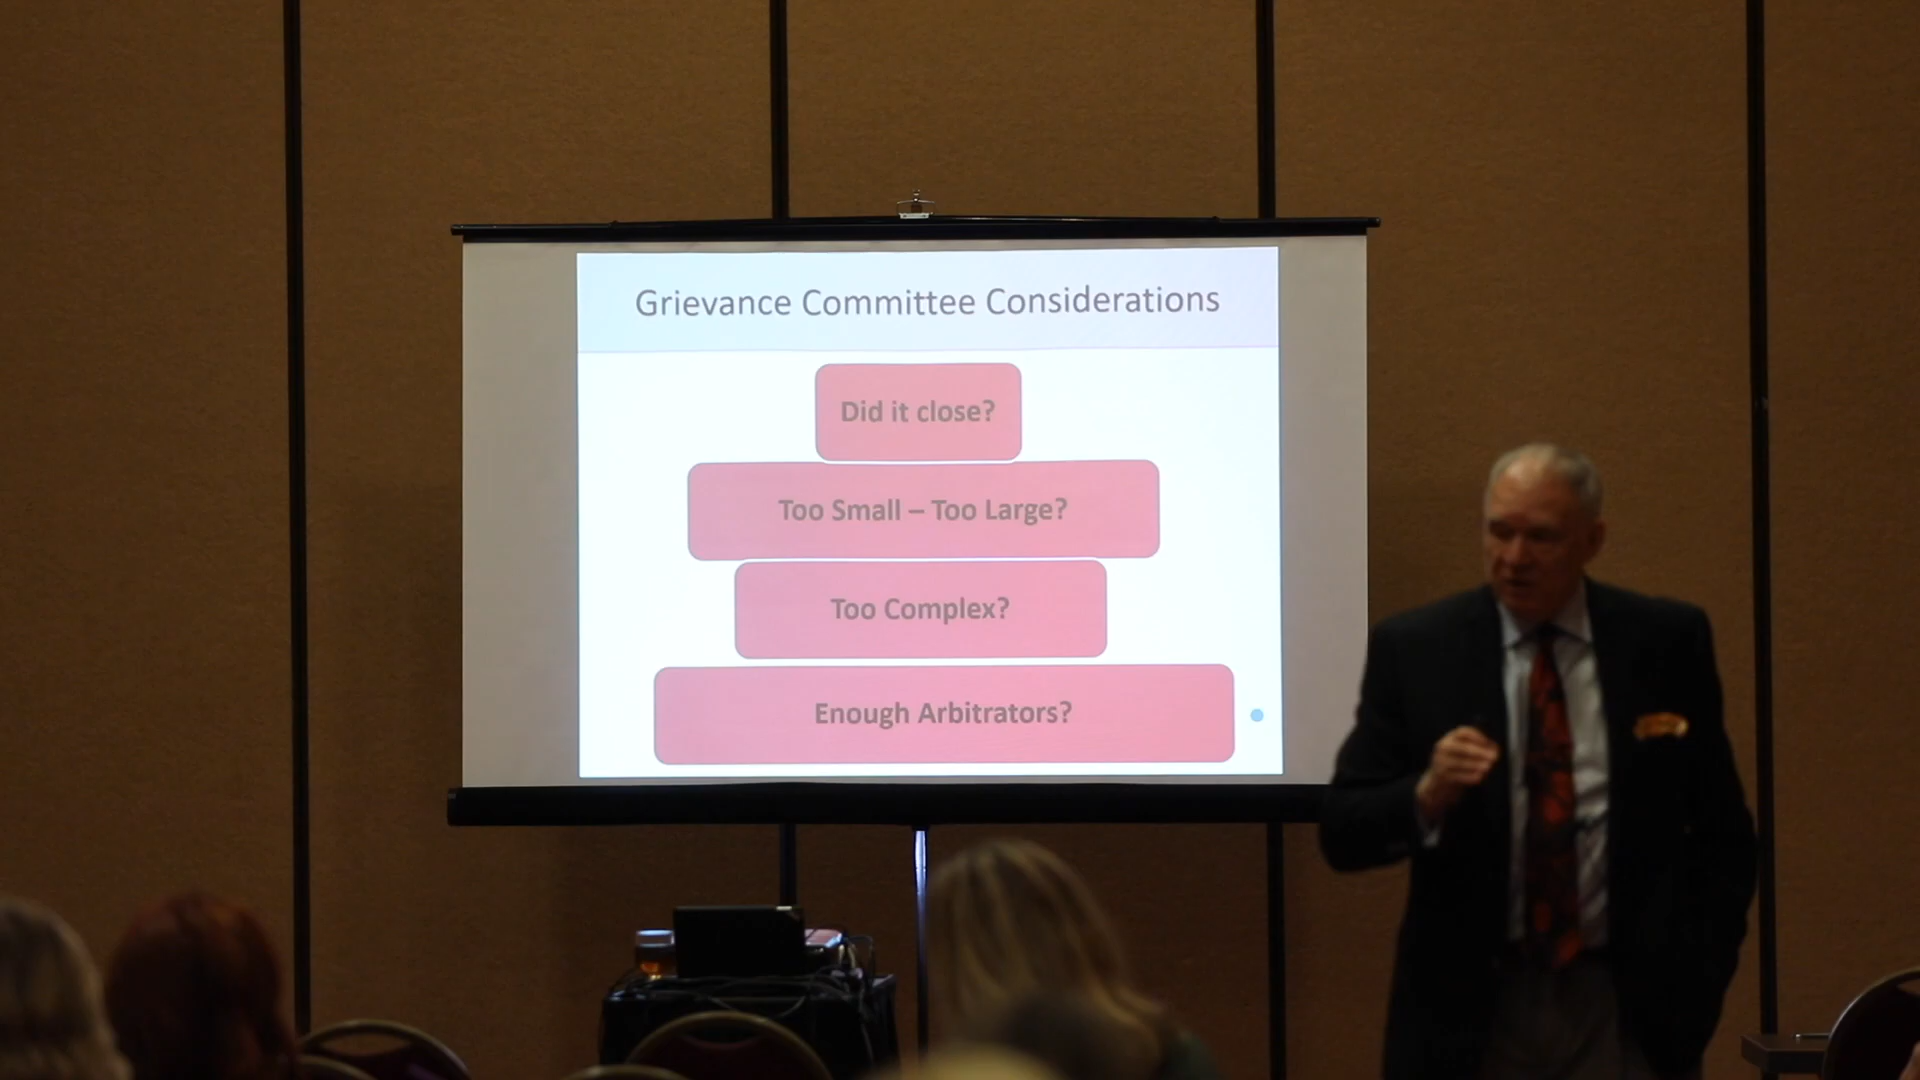 Grievance Committee Considerations
Did it close?
Too Small – Too Large?
Too Complex?
Enough Arbitrators?